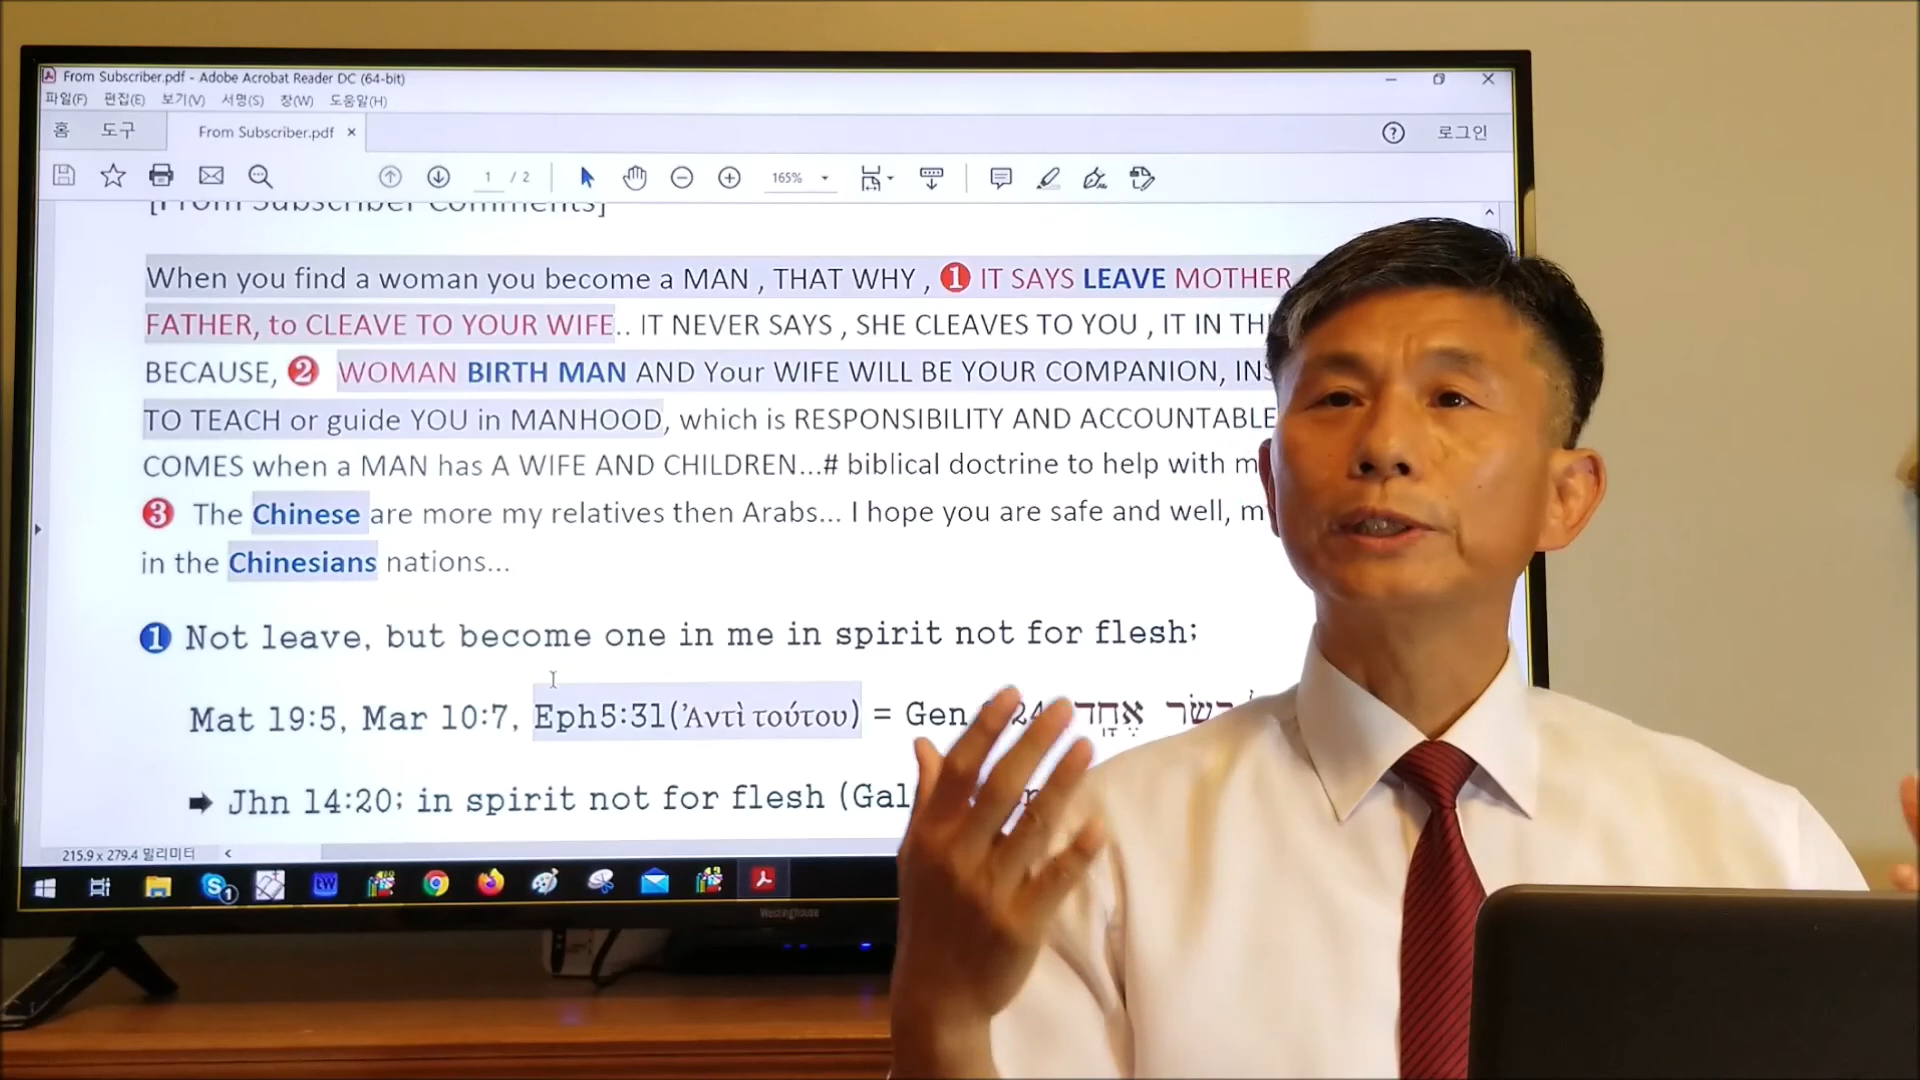 From Subscriber.pdf - Adobe Acrobat Reader DC (64-bit)
파일(F) 편집(E) 보기(V) 서명(S) 창(W) 도움말(H)
홈 도구 From Subscriber.pdf × ? 로그인
1 / 2 165%
[From Subscriber Comments]
When you find a woman you become a MAN , THAT WHY , ❶ IT SAYS LEAVE MOTHER
FATHER, to CLEAVE TO YOUR WIFE.. IT NEVER SAYS , SHE CLEAVES TO YOU , IT IN
BECAUSE, ❷ WOMAN BIRTH MAN AND Your WIFE WILL BE YOUR COMPANION,
TO TEACH or guide YOU in MANHOOD, which is RESPONSIBILITY AND ACCOUNTABLE
COMES when a MAN has A WIFE AND CHILDREN...# biblical doctrine to help with
❸ The Chinese are more my relatives then Arabs... I hope you are safe and well,
in the Chinesians nations...
❶ Not leave, but become one in me in spirit not for flesh;
Mat 19:5, Mar 10:7, Eph5:31(Ἀντὶ τούτου) = Gen 24 אֶחָד
➡ Jhn 14:20; in spirit not for flesh (Gal
215.9 x 279.4 밀리미터
Westinghouse